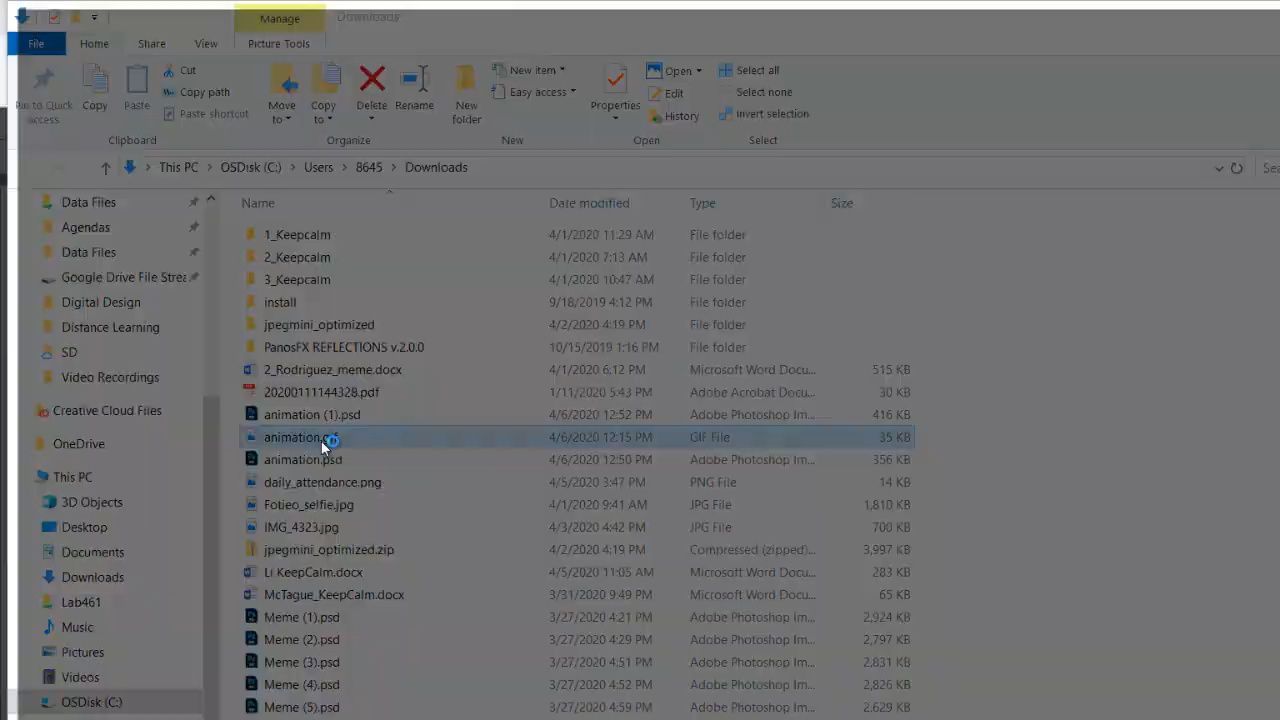 Manage Downloads
File Home Share View Picture Tools
Pin to Quick access
Copy
Paste
Cut
Copy path
Paste shortcut
Move to
Copy to
Delete
Rename
New folder
New item
Easy access
Properties
Open
Edit
History
Select all
Select none
Invert selection
Clipboard Organize New Open Select
This PC OSDisk (C:) Users 8645 Downloads Sea
Data Files
Agendas
Data Files
Google Drive File Strea
Digital Design
Distance Learning
SD
Video Recordings
Creative Cloud Files
OneDrive
This PC
3D Objects
Desktop
Documents
Downloads
Lab461
Music
Pictures
Videos
OSDisk (C:)
Name Date modified Type Size
1_Keepcalm 4/1/2020 11:29 AM File folder
2_Keepcalm 4/1/2020 7:13 AM File folder
3_Keepcalm 4/1/2020 10:47 AM File folder
install 9/18/2019 4:12 PM File folder
jpegmini_optimized 4/2/2020 4:19 PM File folder
PanosFX REFLECTIONS v.2.0.0 10/15/2019 1:16 PM File folder
2_Rodriguez_meme.docx 4/1/2020 6:12 PM Microsoft Word Docu... 515 KB
20200111144328.pdf 1/11/2020 5:43 PM Adobe Acrobat Docu... 30 KB
animation (1).psd 4/6/2020 12:52 PM Adobe Photoshop Im... 416 KB
animation.gif 4/6/2020 12:15 PM GIF File 35 KB
animation.psd 4/6/2020 12:50 PM Adobe Photoshop Im... 356 KB
daily_attendance.png 4/5/2020 3:47 PM PNG File 14 KB
Fotieo_selfie.jpg 4/1/2020 9:41 AM JPG File 1,810 KB
IMG_4323.jpg 4/3/2020 4:42 PM JPG File 700 KB
jpegmini_optimized.zip 4/2/2020 4:19 PM Compressed (zipped)... 3,997 KB
Li KeepCalm.docx 4/5/2020 11:05 AM Microsoft Word Docu... 283 KB
McTague_KeepCalm.docx 3/31/2020 9:49 PM Microsoft Word Docu... 65 KB
Meme (1).psd 3/27/2020 4:21 PM Adobe Photoshop Im... 2,924 KB
Meme (2).psd 3/27/2020 4:29 PM Adobe Photoshop Im... 2,797 KB
Meme (3).psd 3/27/2020 4:51 PM Adobe Photoshop Im... 2,831 KB
Meme (4).psd 3/27/2020 4:52 PM Adobe Photoshop Im... 2,826 KB
Meme (5).psd 3/27/2020 4:59 PM Adobe Photoshop Im... 2,629 KB